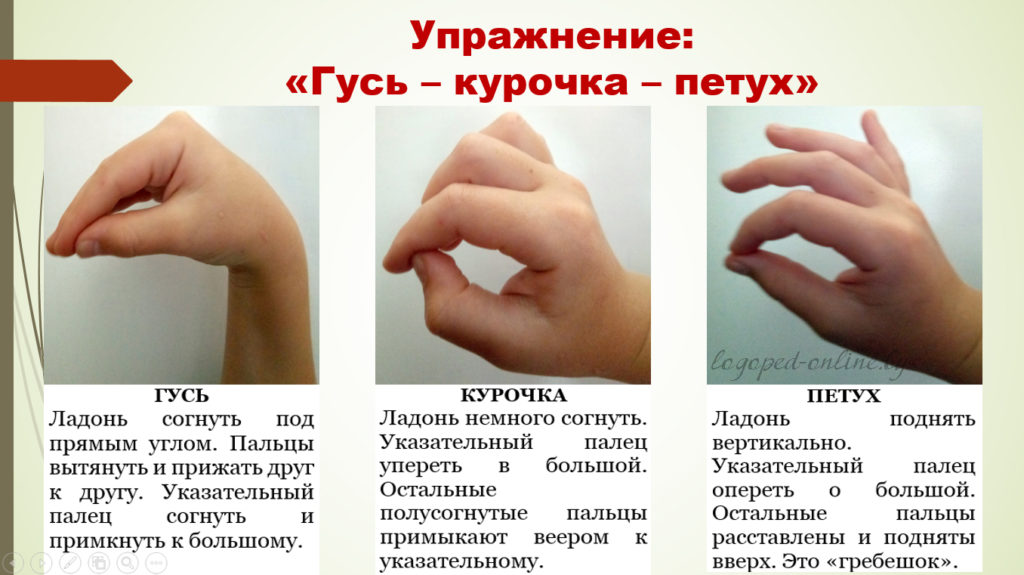 Упражнение:
«Гусь – курочка – петух»
logoped-online.by
ГУСЬ
Ладонь согнуть под
прямым углом. Пальцы
вытянуть и прижать друг
к другу. Указательный
палец согнуть и
примкнуть к большому.
КУРОЧКА
Ладонь немного согнуть.
Указательный палец
упереть в большой.
Остальные
полусогнутые пальцы
примыкают веером к
указательному.
ПЕТУХ
Ладонь поднять
вертикально.
Указательный палец
опереть о большой.
Остальные пальцы
расставлены и подняты
вверх. Это «гребешок».